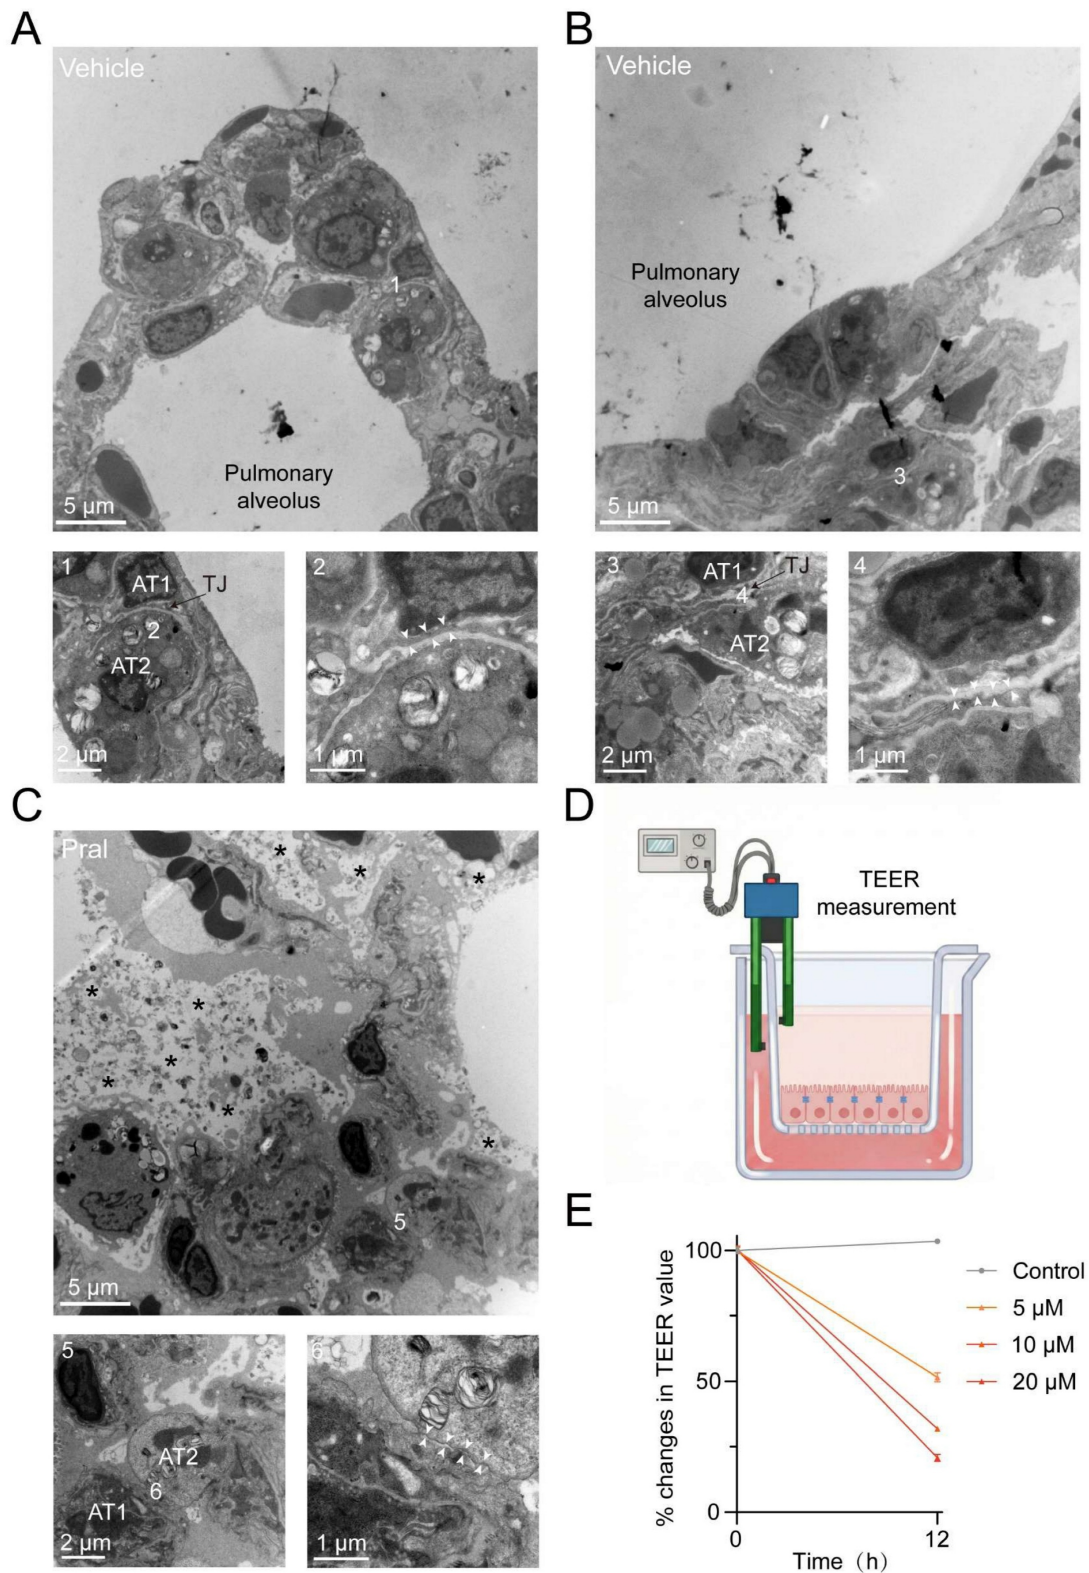 A
Vehicle
1
Pulmonary
alveolus
5 μm
B
Vehicle
Pulmonary
alveolus
3
5 μm
1
AT1
TJ
2
AT2
2 μm
2
1 μm
3
AT1
TJ
4
AT2
2 μm
4
1 μm
C
Pral
*
*
*
*
*
*
*
*
*
5
5 μm
5
AT2
6
AT1
2 μm
6
1 μm
D
TEER
measurement
E
% changes in TEER value
100
50
0
0
12
Time (h)
Control
5 μM
10 μM
20 μM